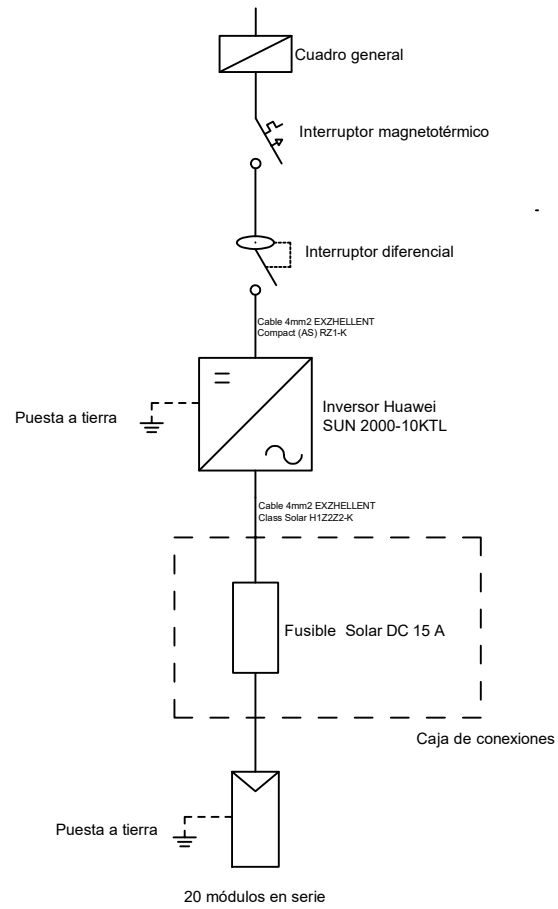 Cuadro general
Interruptor magnetotérmico
Interruptor diferencial
Cable 4mm2 EXZHELLENT
Compact (AS) RZ1-K
Puesta a tierra
Inversor Huawei
SUN 2000-10KTL
Cable 4mm2 EXZHELLENT
Class Solar H1Z2Z2-K
Fusible Solar DC 15 A
Caja de conexiones
Puesta a tierra
20 módulos en serie